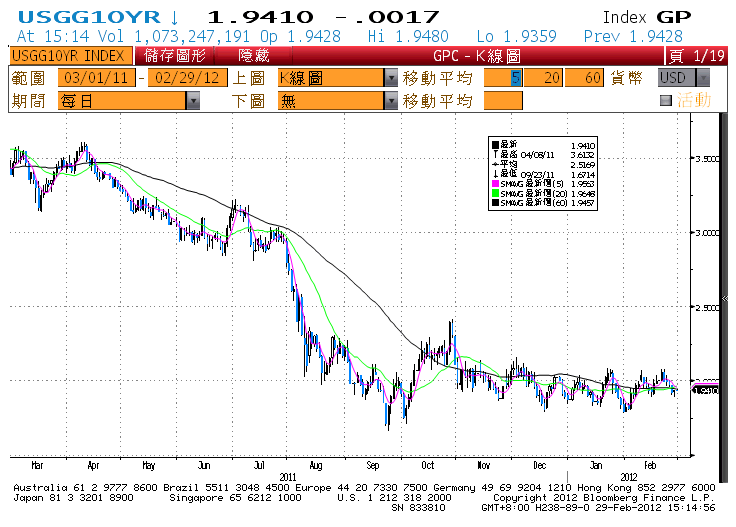 USGG10YR ↓ 1.9410 -.0017 Index GP
At 15:14 Vol 1,073,247,191 Op 1.9428 Hi 1.9480 Lo 1.9359 Prev 1.9428
USGG10YR INDEX 儲存圖形 隱藏 GPC - K線圖 頁 1/19
範圍 03/01/11 - 02/29/12 上圖 K線圖 移動平均 5 20 60 貨幣 USD
期間 每日 下圖 無 移動平均 活動
最新 1.9410
最高 04/08/11 3.6132
平均 2.5169
最低 09/23/11 1.6714
SMAVG 最新價(5) 1.9563
SMAVG 最新價(20) 1.9648
SMAVG 最新價(60) 1.9457
3.5000
3.0000
2.5000
2.0000
1.9410
Mar Apr May Jun Jul Aug Sep Oct Nov Dec Jan Feb
2011 2012
Australia 61 2 9777 8600 Brazil 5511 3048 4500 Europe 44 20 7330 7500 Germany 49 69 9204 1210 Hong Kong 852 2977 6000
Japan 81 3 3201 8900 Singapore 65 6212 1000 U.S. 1 212 318 2000 Copyright 2012 Bloomberg Finance L.P.
SN 833810 GMT+8:00 H238-89-0 29-Feb-2012 15:14:56